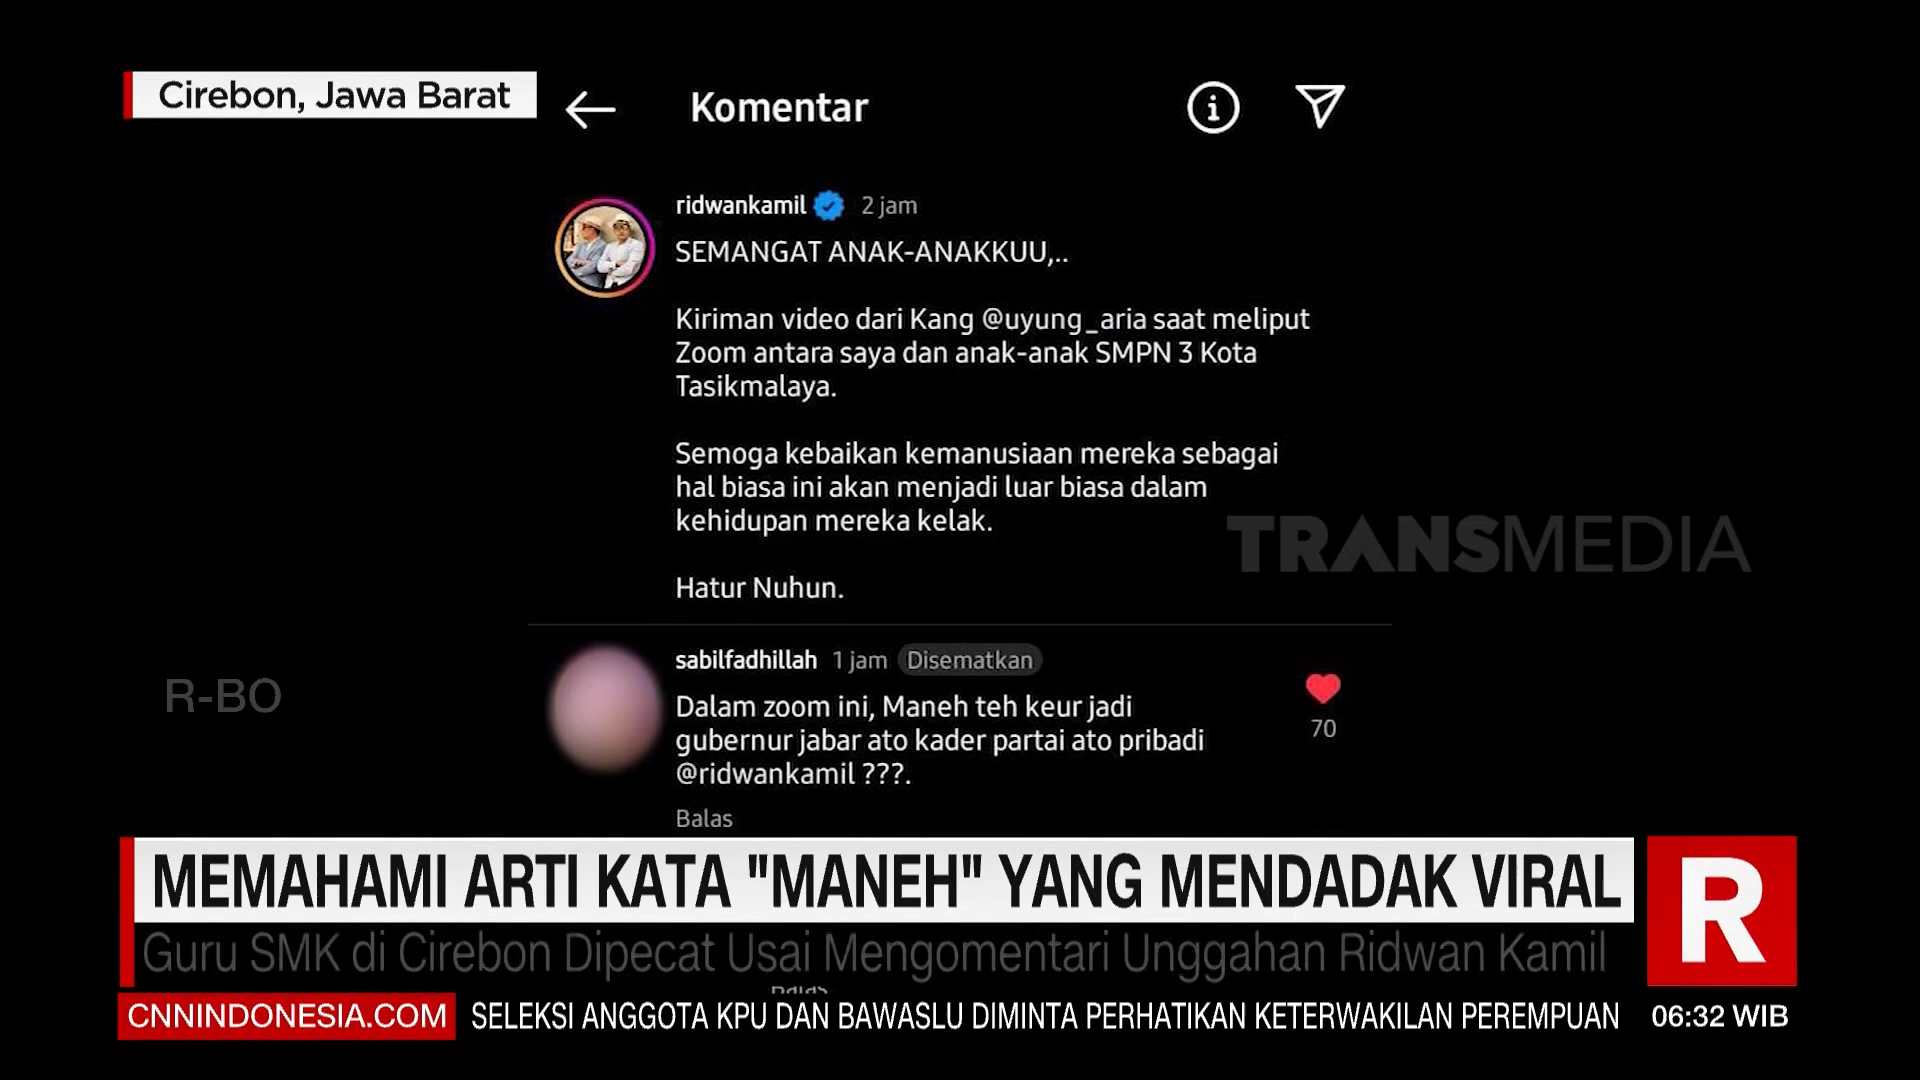 Cirebon, Jawa Barat
Komentar
ridwankamil 2 jam
SEMANGAT ANAK-ANAKKUU,..
Kiriman video dari Kang @uyung_aria saat meliput
Zoom antara saya dan anak-anak SMPN 3 Kota
Tasikmalaya.
Semoga kebaikan kemanusiaan mereka sebagai
hal biasa ini akan menjadi luar biasa dalam
kehidupan mereka kelak.
Hatur Nuhun.
TRANSMEDIA
R-BO
sabilfadhillah 1 jam Disematkan
Dalam zoom ini, Maneh teh keur jadi
gubernur jabar ato kader partai ato pribadi
@ridwankamil ???.
70
Balas
MEMAHAMI ARTI KATA "MANEH" YANG MENDADAK VIRAL
R
Guru SMK di Cirebon Dipecat Usai Mengomentari Unggahan Ridwan Kamil
CNNINDONESIA.COM SELEKSI ANGGOTA KPU DAN BAWASLU DIMINTA PERHATIKAN KETERWAKILAN PEREMPUAN 06:32 WIB